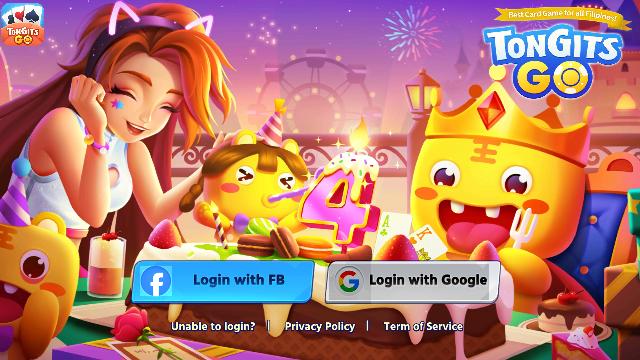 TONGITS
GO
Best Card Game for all Filipinos!
TONGITS
GO
4
A
K
Login with FB
Login with Google
Unable to login? | Privacy Policy | Term of Service